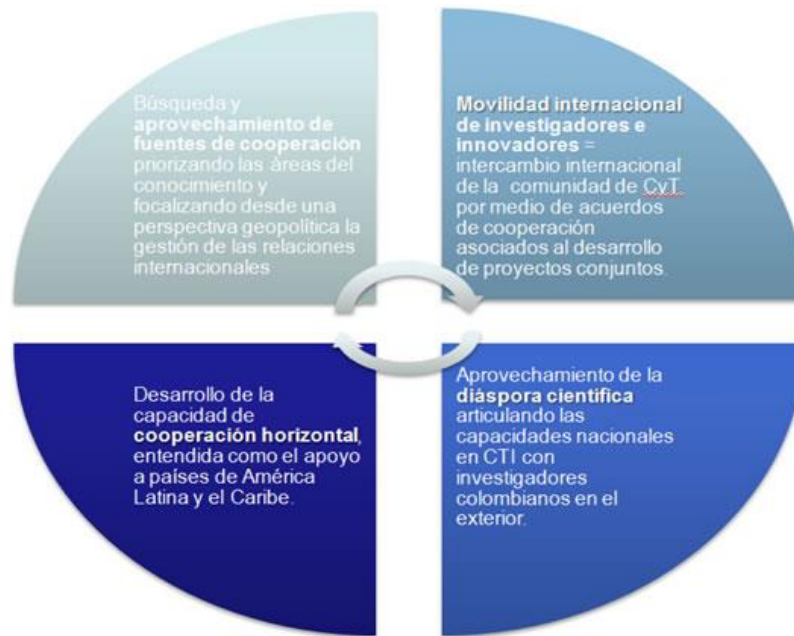 Búsqueda y
aprovechamiento de
fuentes de cooperación
priorizando las áreas del
conocimiento y
focalizando desde una
perspectiva geopolítica la
gestión de las relaciones
internacionales
Movilidad internacional
de investigadores e
innovadores =
intercambio internacional
de la comunidad de CyT
por medio de acuerdos
de cooperación
asociados al desarrollo
de proyectos conjuntos.
Desarrollo de la
capacidad de
cooperación horizontal,
entendida como el apoyo
a países de América
Latina y el Caribe.
Aprovechamiento de la
diáspora científica
articulando las
capacidades nacionales
en CTI con
investigadores
colombianos en el
exterior.